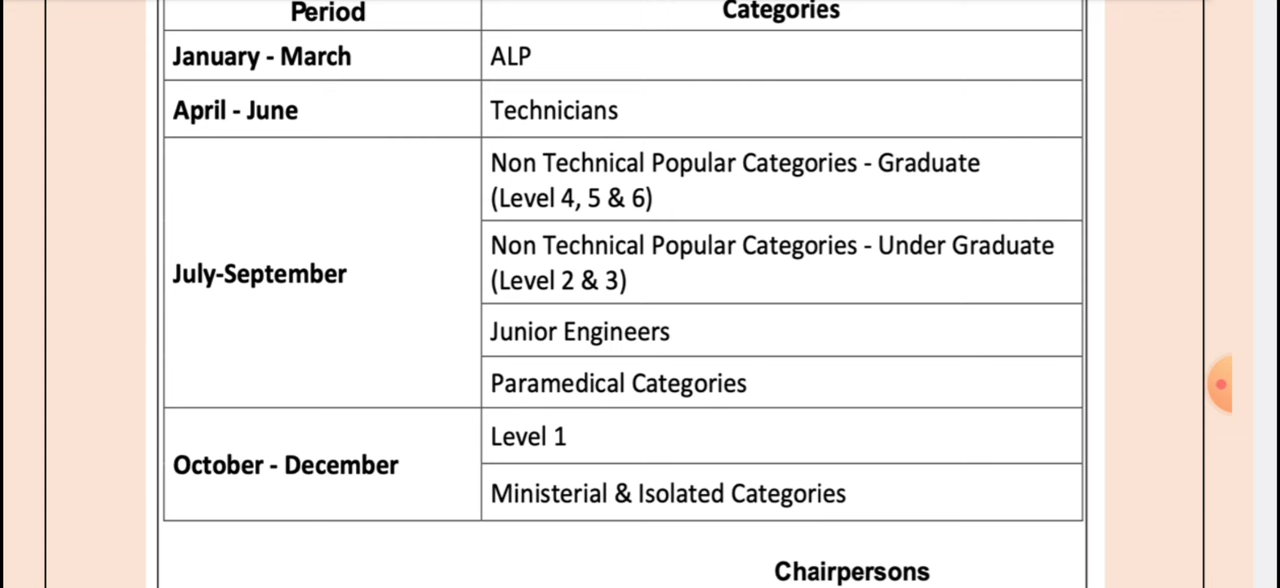 Period
Categories
January - March
ALP
April - June
Technicians
July-September
Non Technical Popular Categories - Graduate
(Level 4, 5 & 6)
Non Technical Popular Categories - Under Graduate
(Level 2 & 3)
Junior Engineers
Paramedical Categories
October - December
Level 1
Ministerial & Isolated Categories
Chairpersons